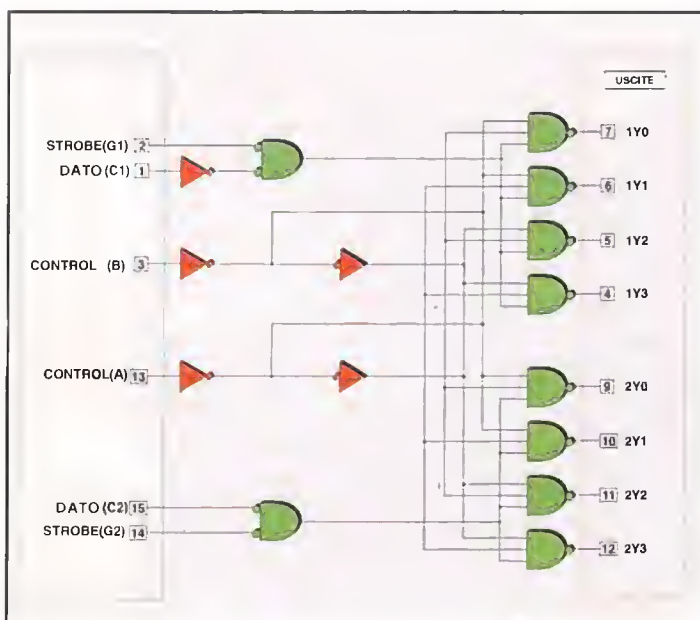 USCITE
STROBE(G1) 2
DATO (C1) 1
CONTROL (B) 3
CONTROL(A) 13
DATO (C2) 15
STROBE(G2) 14
7 1Y0
6 1Y1
5 1Y2
4 1Y3
9 2Y0
10 2Y1
11 2Y2
12 2Y3